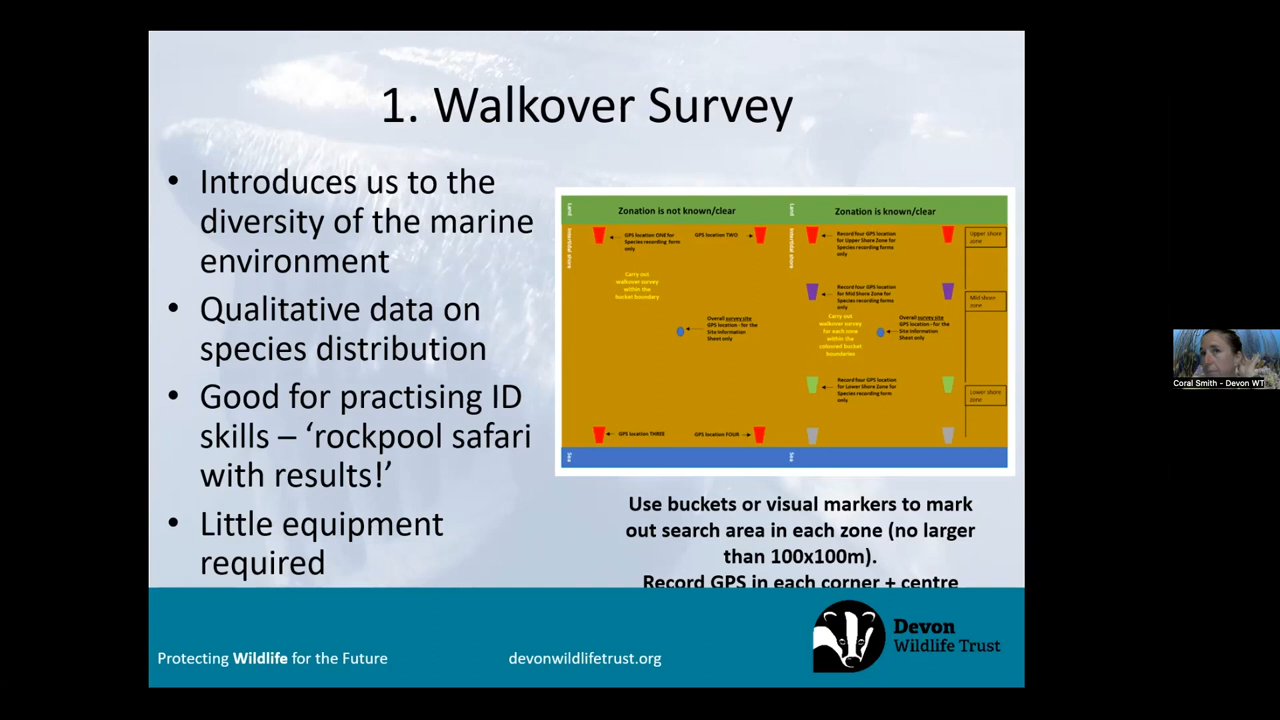 1. Walkover Survey
• Introduces us to the
diversity of the marine
environment
• Qualitative data on
species distribution
• Good for practising ID
skills – ‘rockpool safari
with results!’
• Little equipment
required
Land
Zonation is not known/clear
Land
Zonation is known/clear
Intertidal shore
GPS location ONE for
Species recording form
only
GPS location TWO
Intertidal shore
Record four GPS location
for Upper Shore Zone for
Species recording forms
only
Upper shore
zone
Carry out
walkover survey
within the
bucket boundary
Record four GPS location
for Mid Shore Zone for
Species recording forms
only
Mid shore
zone
Overall survey site
GPS location - for the
Site Information
Sheet only
Carry out
walkover survey
for each zone
within the
coloured bucket
boundaries
Overall survey site
GPS location - for the
Site Information
Sheet only
Record four GPS location
for Lower Shore Zone for
Species recording forms
only
Lower shore
zone
GPS location THREE
GPS location FOUR
Sea
Sea
Use buckets or visual markers to mark
out search area in each zone (no larger
than 100x100m).
Record GPS in each corner + centre
Protecting Wildlife for the Future
devonwildlifetrust.org
Devon
Wildlife Trust
Coral Smith - Devon WT